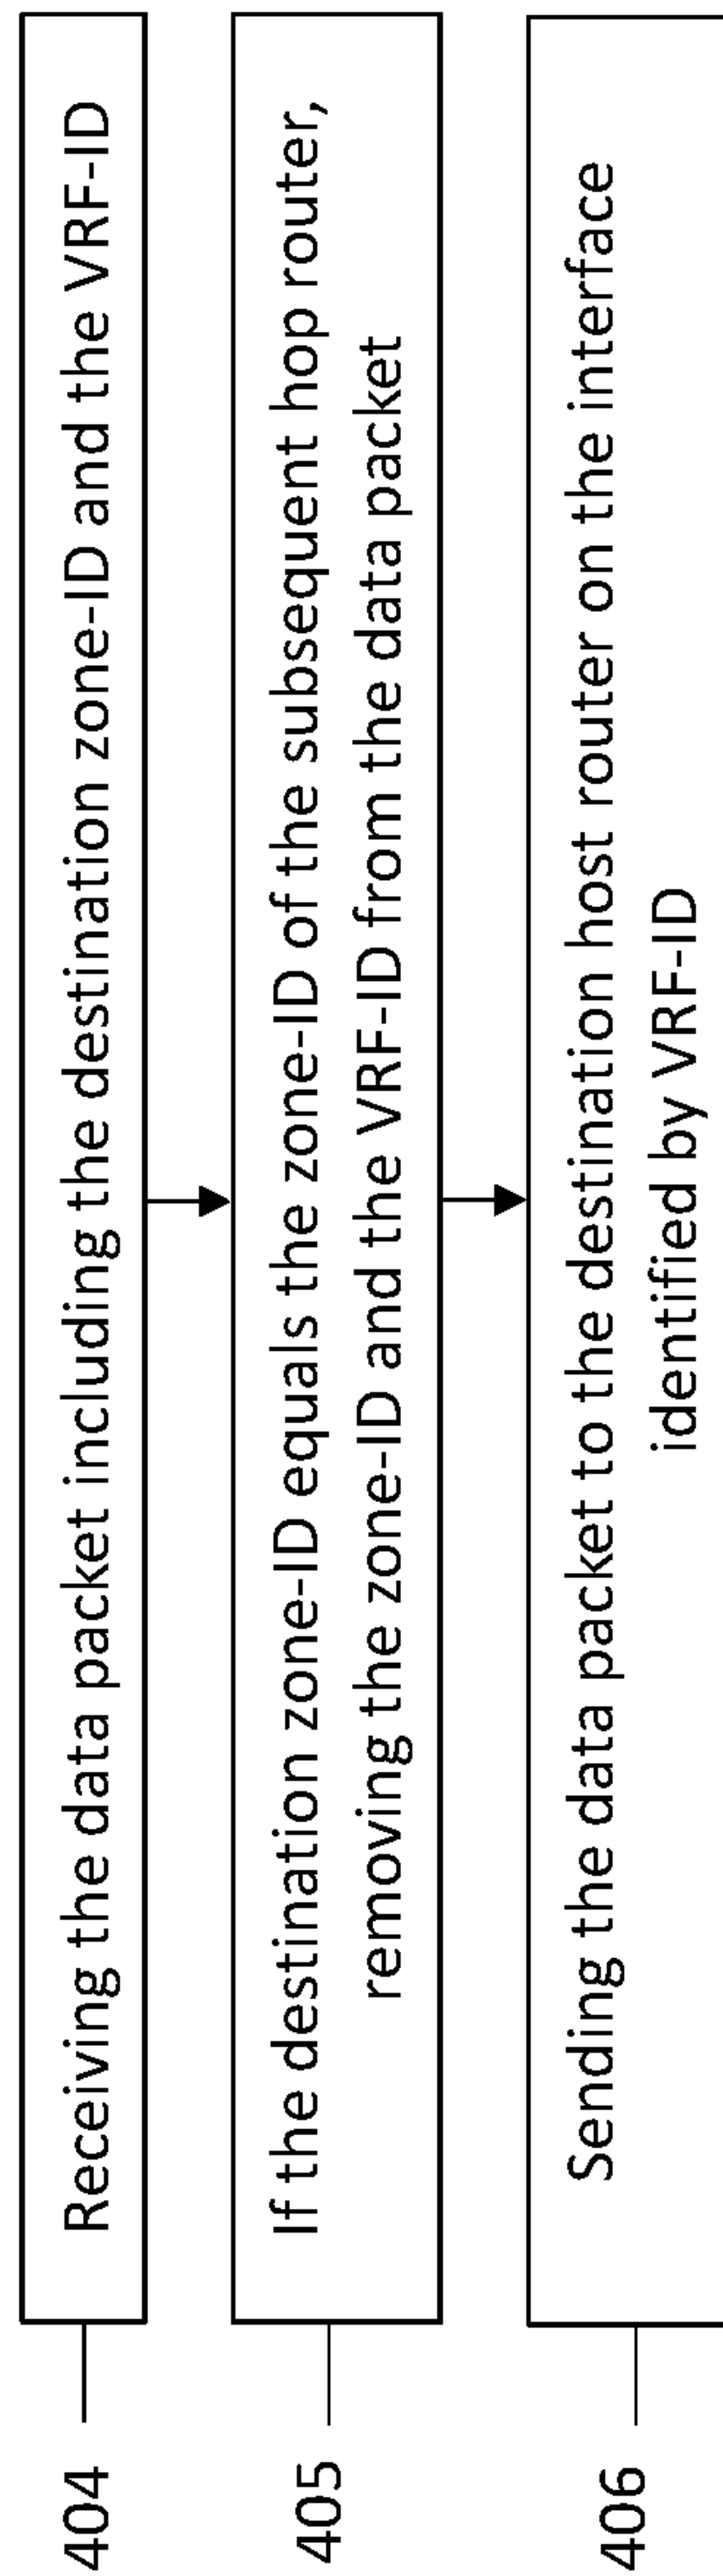 404
Receiving the data packet including the destination zone-ID and the VRF-ID
405
If the destination zone-ID equals the zone-ID of the subsequent hop router,
removing the zone-ID and the VRF-ID from the data packet
406
Sending the data packet to the destination host router on the interface
identified by VRF-ID